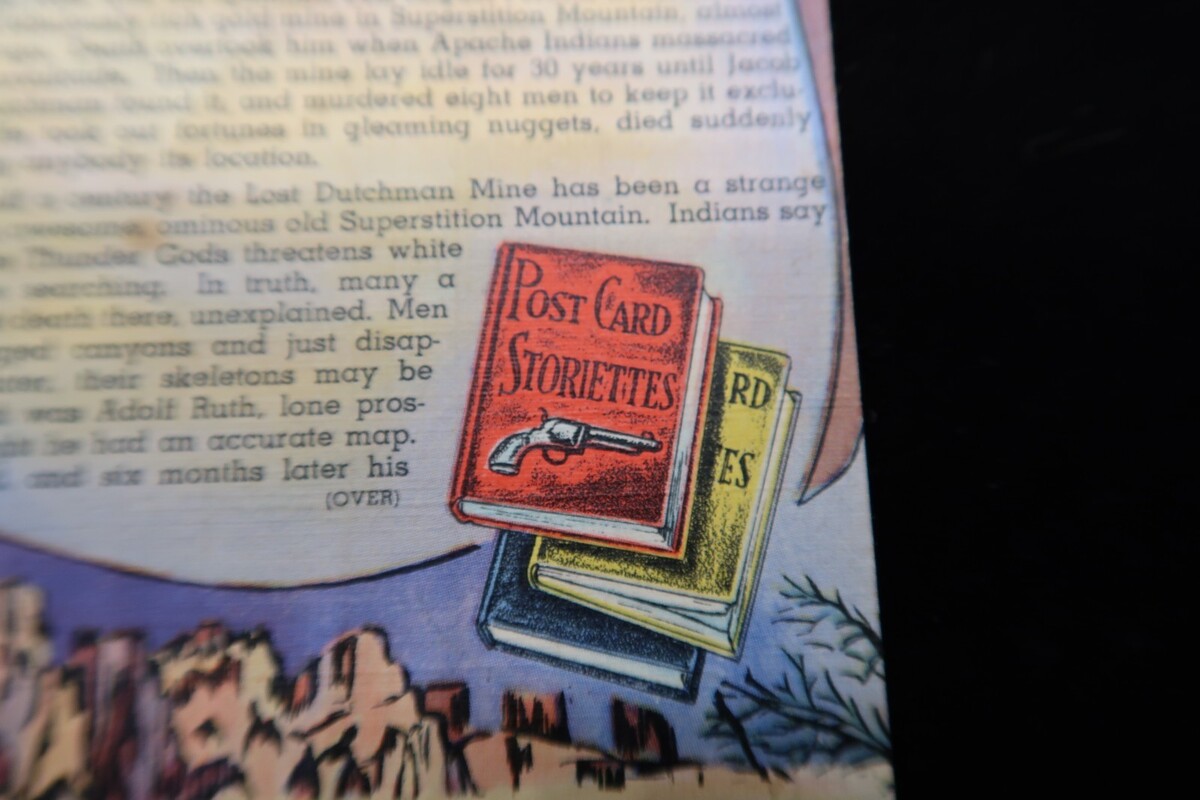 gold mine in Superstition Mountain, almost
overlook him when Apache Indians massacred
Then the mine lay idle for 30 years until Jacob
found it, and murdered eight men to keep it exclu-
out fortunes in gleaming nuggets, died suddenly
anybody its location.
a century the Lost Dutchman Mine has been a strange
awesome, ominous old Superstition Mountain. Indians say
Thunder Gods threatens white
searching. In truth, many a
death there, unexplained. Men
canyons and just disap-
their skeletons may be
was Adolf Ruth, lone pros-
he had an accurate map.
and six months later his
(OVER)
POST CARD
STORIETTES
RD
ES